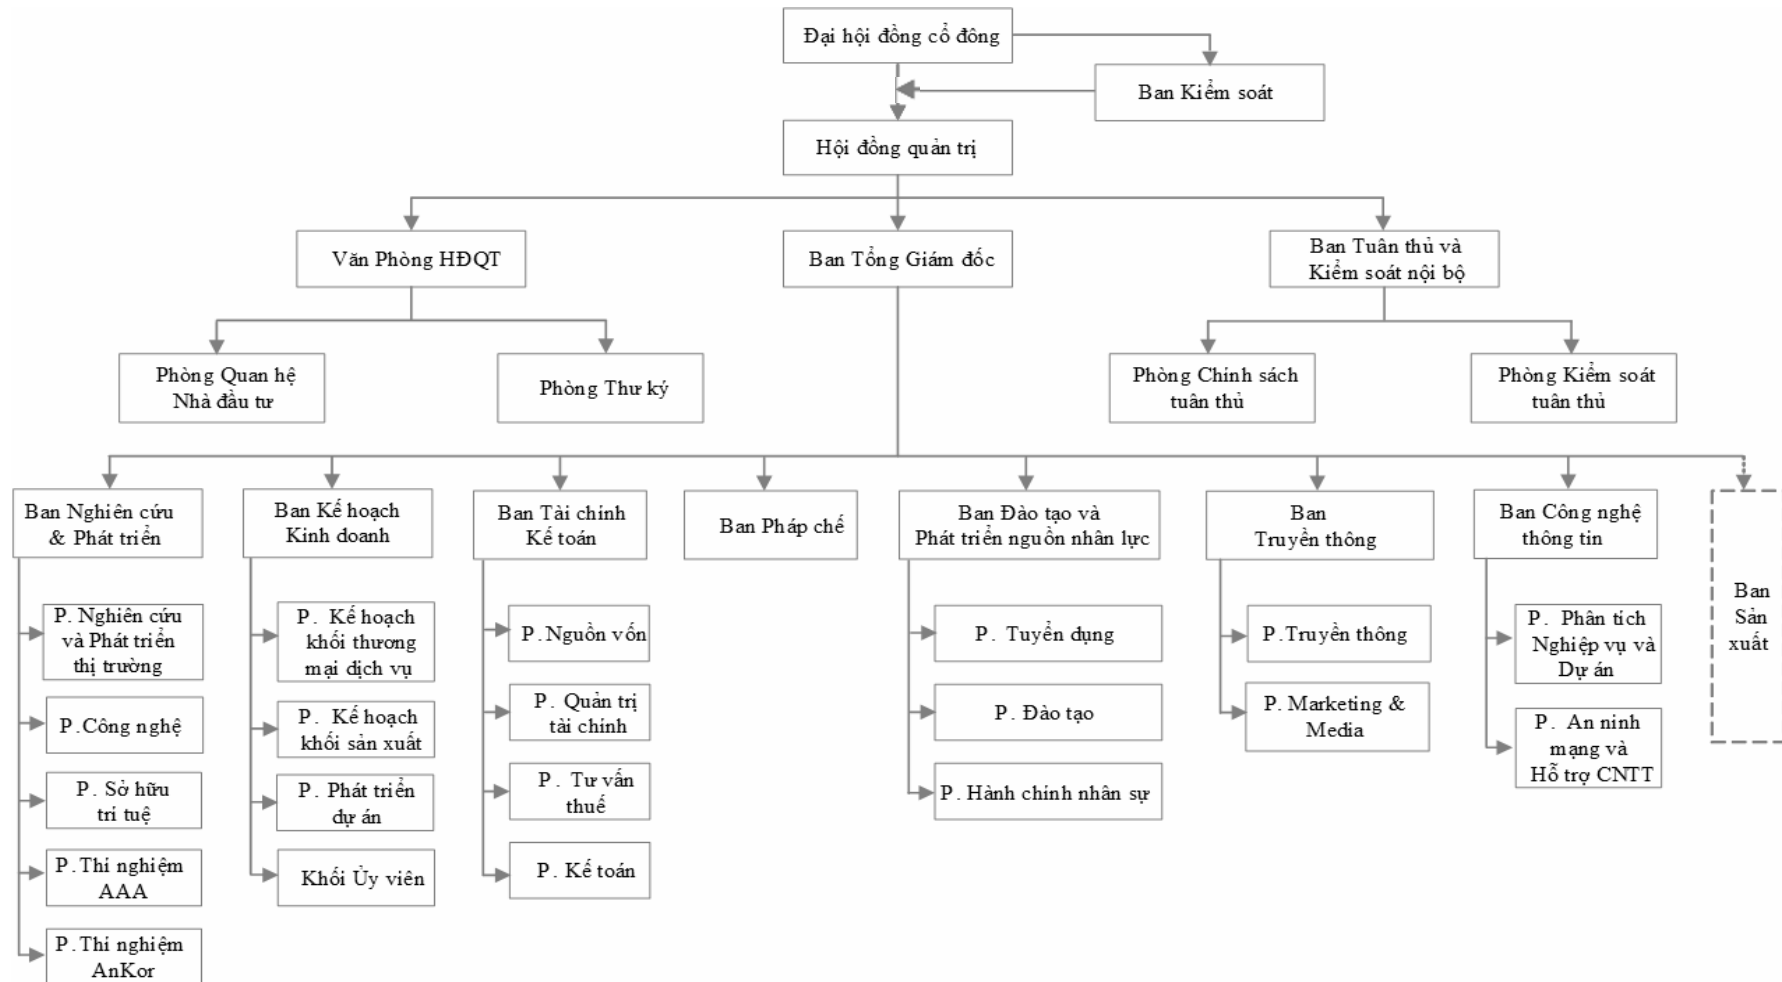 Đại hội đồng cổ đông
Ban Kiểm soát
Hội đồng quản trị
Văn Phòng HĐQT
Ban Tổng Giám đốc
Ban Tuân thủ và
Kiểm soát nội bộ
Phòng Quan hệ
Nhà đầu tư
Phòng Thư ký
Phòng Chính sách
tuân thủ
Phòng Kiểm soát
tuân thủ
Ban Nghiên cứu
& Phát triển
Ban Kế hoạch
Kinh doanh
Ban Tài chính
Kế toán
Ban Pháp chế
Ban Đào tạo và
Phát triển nguồn nhân lực
Ban
Truyền thông
Ban Công nghệ
thông tin
Ban
Sản
xuất
P. Nghiên cứu
và Phát triển
thị trường
P.Công nghệ
P. Sở hữu
trí tuệ
P.Thí nghiệm
AAA
P.Thí nghiệm
AnKor
P. Kế hoạch
khối thương
mại dịch vụ
P. Kế hoạch
khối sản xuất
P. Phát triển
dự án
Khối Ủy viên
P.Nguồn vốn
P. Quản trị
tài chính
P. Tư vấn
thuế
P. Kế toán
P. Tuyển dụng
P. Đào tạo
P. Hành chính nhân sự
P.Truyền thông
P. Marketing &
Media
P. Phân tích
Nghiệp vụ và
Dự án
P. An ninh
mạng và
Hỗ trợ CNTT